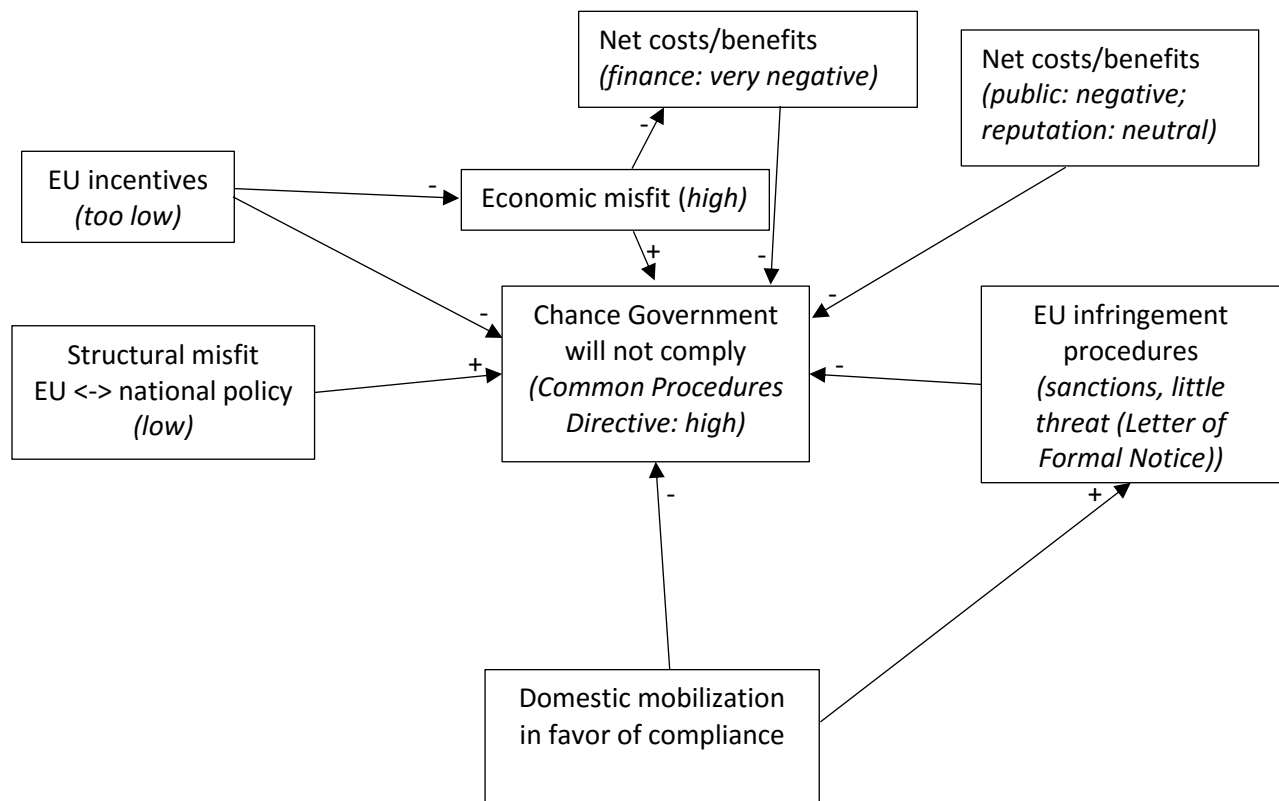 Net costs/benefits
(finance: very negative)
Net costs/benefits
(public: negative;
reputation: neutral)
-
EU incentives
(too low)
-
Economic misfit (high)
+
-
-
-
Chance Government
will not comply
(Common Procedures
Directive: high)
EU infringement
procedures
(sanctions, little
threat (Letter of
Formal Notice))
Structural misfit
EU <-> national policy
(low)
+
-
-
+
Domestic mobilization
in favor of compliance